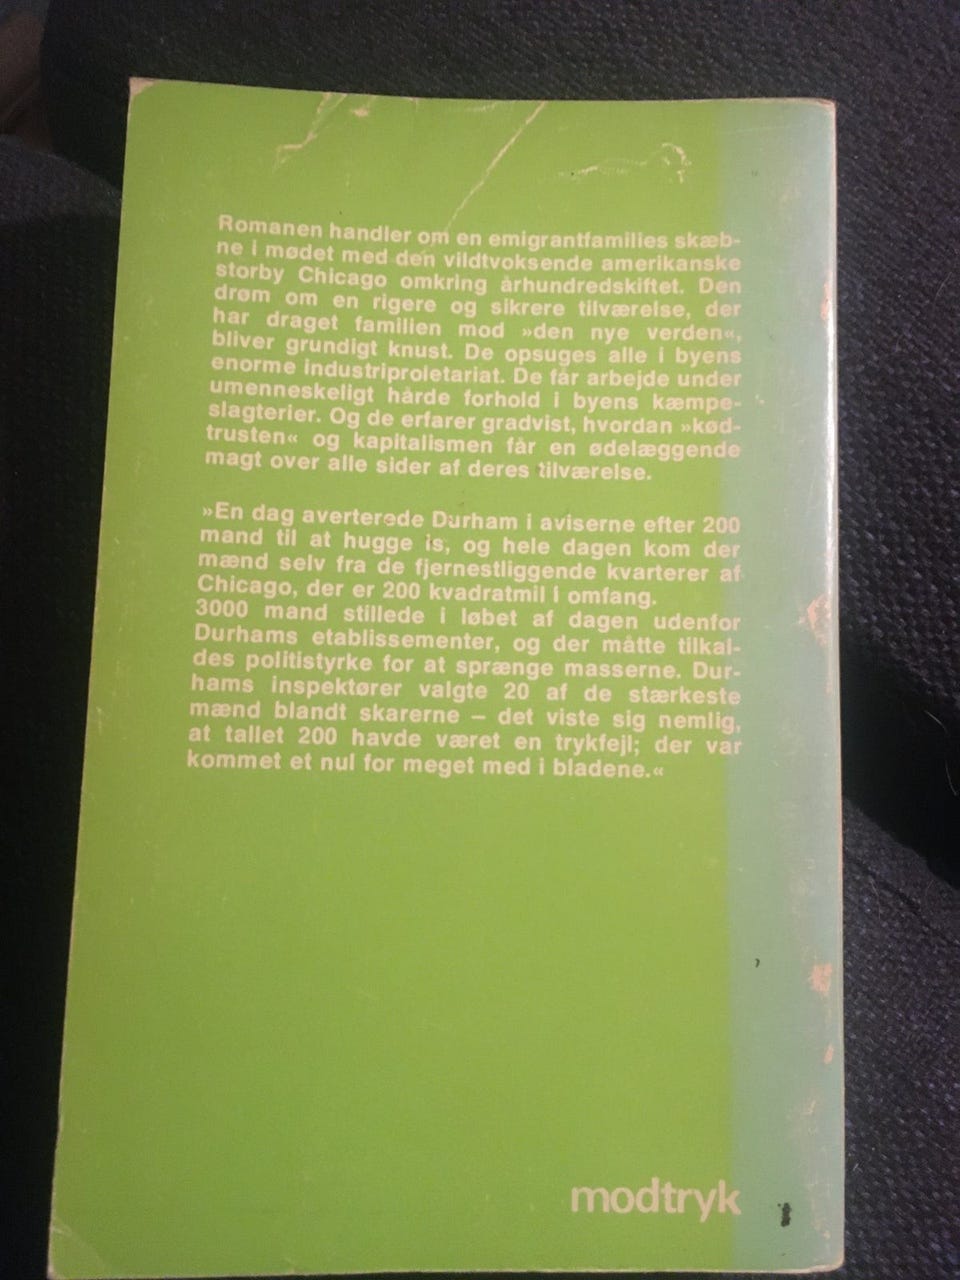 Romanen handler om en emigrantfamilies skæb-
ne i mødet med den vildtvoksende amerikanske
storby Chicago omkring århundredskiftet. Den
drøm om en rigere og sikrere tilværelse, der
har draget familien mod »den nye verden«,
bliver grundigt knust. De opsuges alle i byens
enorme industriproletariat. De får arbejde under
umenneskeligt hårde forhold i byens kæmpe-
slagterier. Og de erfarer gradvist, hvordan »kød-
trusten« og kapitalismen får en ødelæggende
magt over alle sider af deres tilværelse.
»En dag averterede Durham i aviserne efter 200
mand til at hugge is, og hele dagen kom der
mænd selv fra de fjernestliggende kvarterer af
Chicago, der er 200 kvadratmil i omfang.
3000 mand stillede i løbet af dagen udenfor
Durhams etablissementer, og der måtte tilkal-
des politistyrke for at sprænge masserne. Dur-
hams inspektører valgte 20 af de stærkeste
mænd blandt skarerne – det viste sig nemlig,
at tallet 200 havde været en trykfejl; der var
kommet et nul for meget med i bladene.«
modtryk